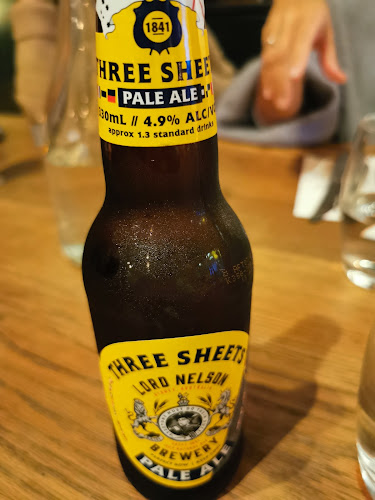 1841
THREE SHEETS
PALE ALE
330mL // 4.9% ALC/V
approx 1.3 standard drinks
THREE SHEETS
LORD NELSON
BREWERY
PALE ALE